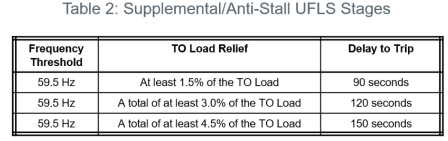 Table 2: Supplemental/Anti-Stall UFLS Stages
Frequency Threshold TO Load Relief Delay to Trip
59.5 Hz At least 1.5% of the TO Load 90 seconds
59.5 Hz A total of at least 3.0% of the TO Load 120 seconds
59.5 Hz A total of at least 4.5% of the TO Load 150 seconds